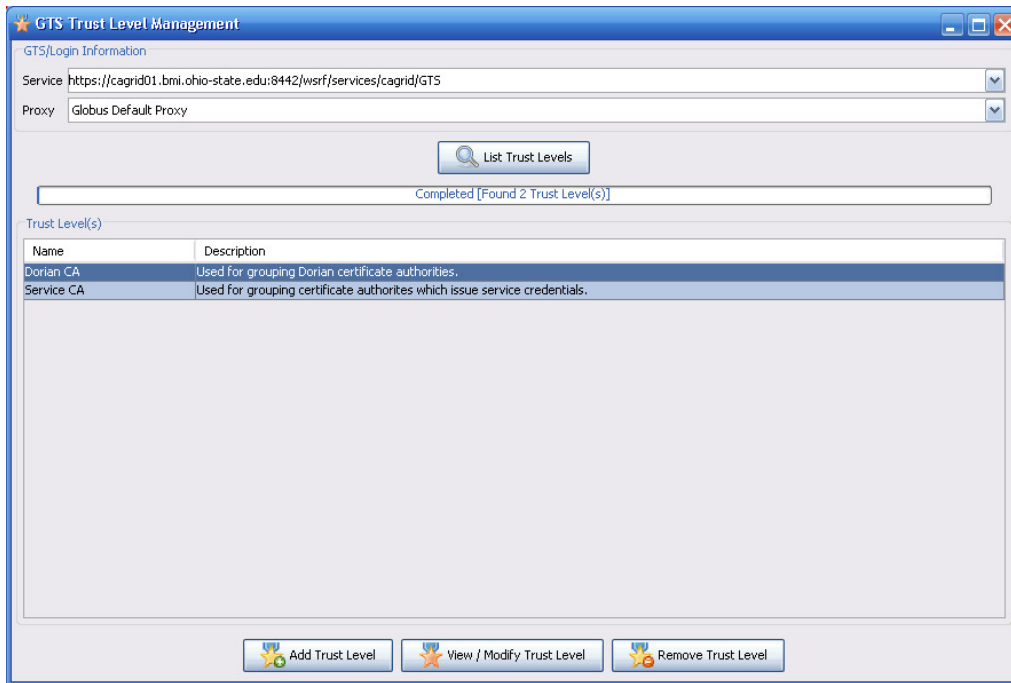 GTS Trust Level Management
GTS/Login Information
Service https://cagrid01.bmi.ohio-state.edu:8442/wsrf/services/cagrid/GTS
Proxy Globus Default Proxy
List Trust Levels
Completed [Found 2 Trust Level(s)]
Trust Level(s)
Name Description
Dorian CA Used for grouping Dorian certificate authorities.
Service CA Used for grouping certificate authorites which issue service credentials.
Add Trust Level View / Modify Trust Level Remove Trust Level